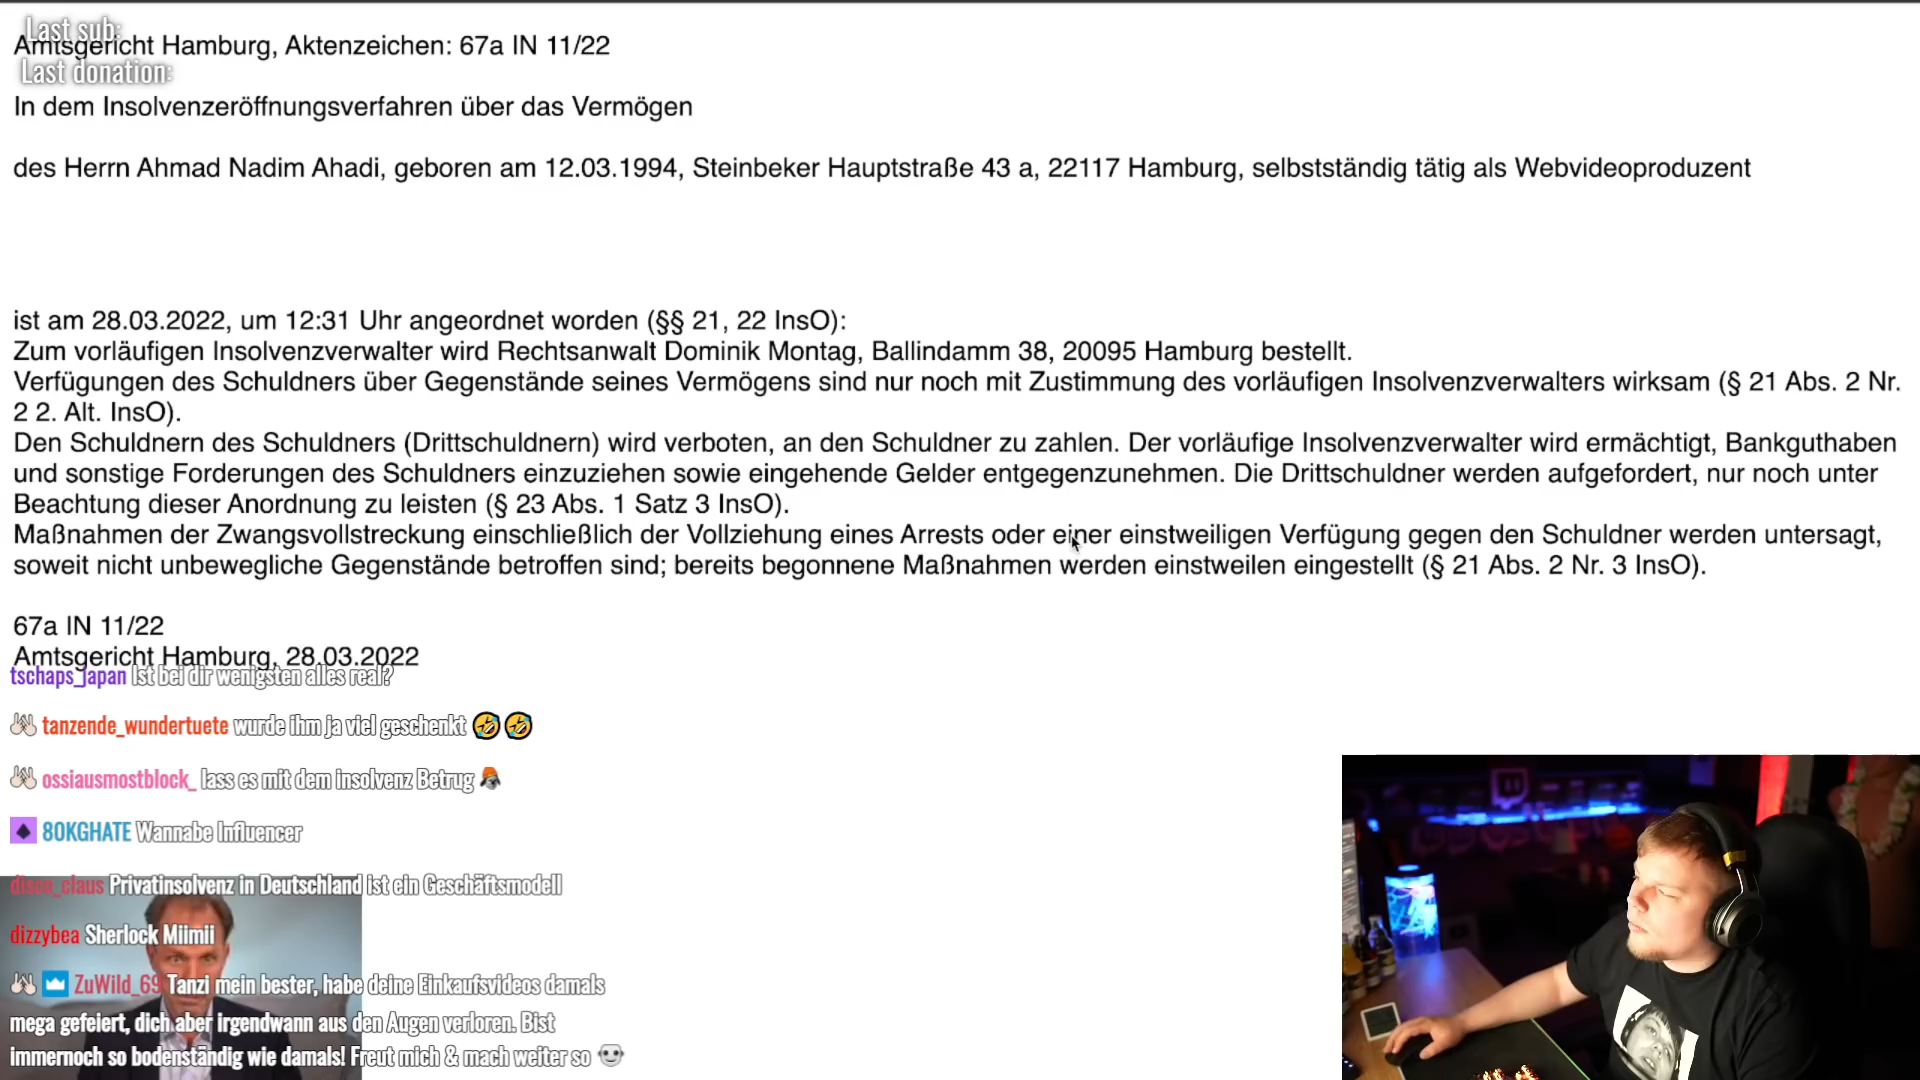 Last sub:
Amtsgericht Hamburg, Aktenzeichen: 67a IN 11/22
Last donation:
In dem Insolvenzeröffnungsverfahren über das Vermögen
des Herrn Ahmad Nadim Ahadi, geboren am 12.03.1994, Steinbeker Hauptstraße 43 a, 22117 Hamburg, selbstständig tätig als Webvideoproduzent
ist am 28.03.2022, um 12:31 Uhr angeordnet worden (§§ 21, 22 InsO):
Zum vorläufigen Insolvenzverwalter wird Rechtsanwalt Dominik Montag, Ballindamm 38, 20095 Hamburg bestellt.
Verfügungen des Schuldners über Gegenstände seines Vermögens sind nur noch mit Zustimmung des vorläufigen Insolvenzverwalters wirksam (§ 21 Abs. 2 Nr.
2 2. Alt. InsO).
Den Schuldnern des Schuldners (Drittschuldnern) wird verboten, an den Schuldner zu zahlen. Der vorläufige Insolvenzverwalter wird ermächtigt, Bankguthaben
und sonstige Forderungen des Schuldners einzuziehen sowie eingehende Gelder entgegenzunehmen. Die Drittschuldner werden aufgefordert, nur noch unter
Beachtung dieser Anordnung zu leisten (§ 23 Abs. 1 Satz 3 InsO).
Maßnahmen der Zwangsvollstreckung einschließlich der Vollziehung eines Arrests oder einer einstweiligen Verfügung gegen den Schuldner werden untersagt,
soweit nicht unbewegliche Gegenstände betroffen sind; bereits begonnene Maßnahmen werden einstweilen eingestellt (§ 21 Abs. 2 Nr. 3 InsO).
67a IN 11/22
Amtsgericht Hamburg, 28.03.2022
tschaps_japan Ist bei dir wenigsten alles real?
tanzende_wundertuete wurde ihm ja viel geschenkt 🤣🤣
ossiausmostblock_ lass es mit dem insolvenz Betrug
80KGHATE Wannabe Influencer
disco_claus Privatinsolvenz in Deutschland ist ein Geschäftsmodell
dizzybea Sherlock Miimii
ZuWild_69 Tanzi mein bester, habe deine Einkaufsvideos damals
mega gefeiert, dich aber irgendwann aus den Augen verloren. Bist
immernoch so bodenständig wie damals! Freut mich & mach weiter so